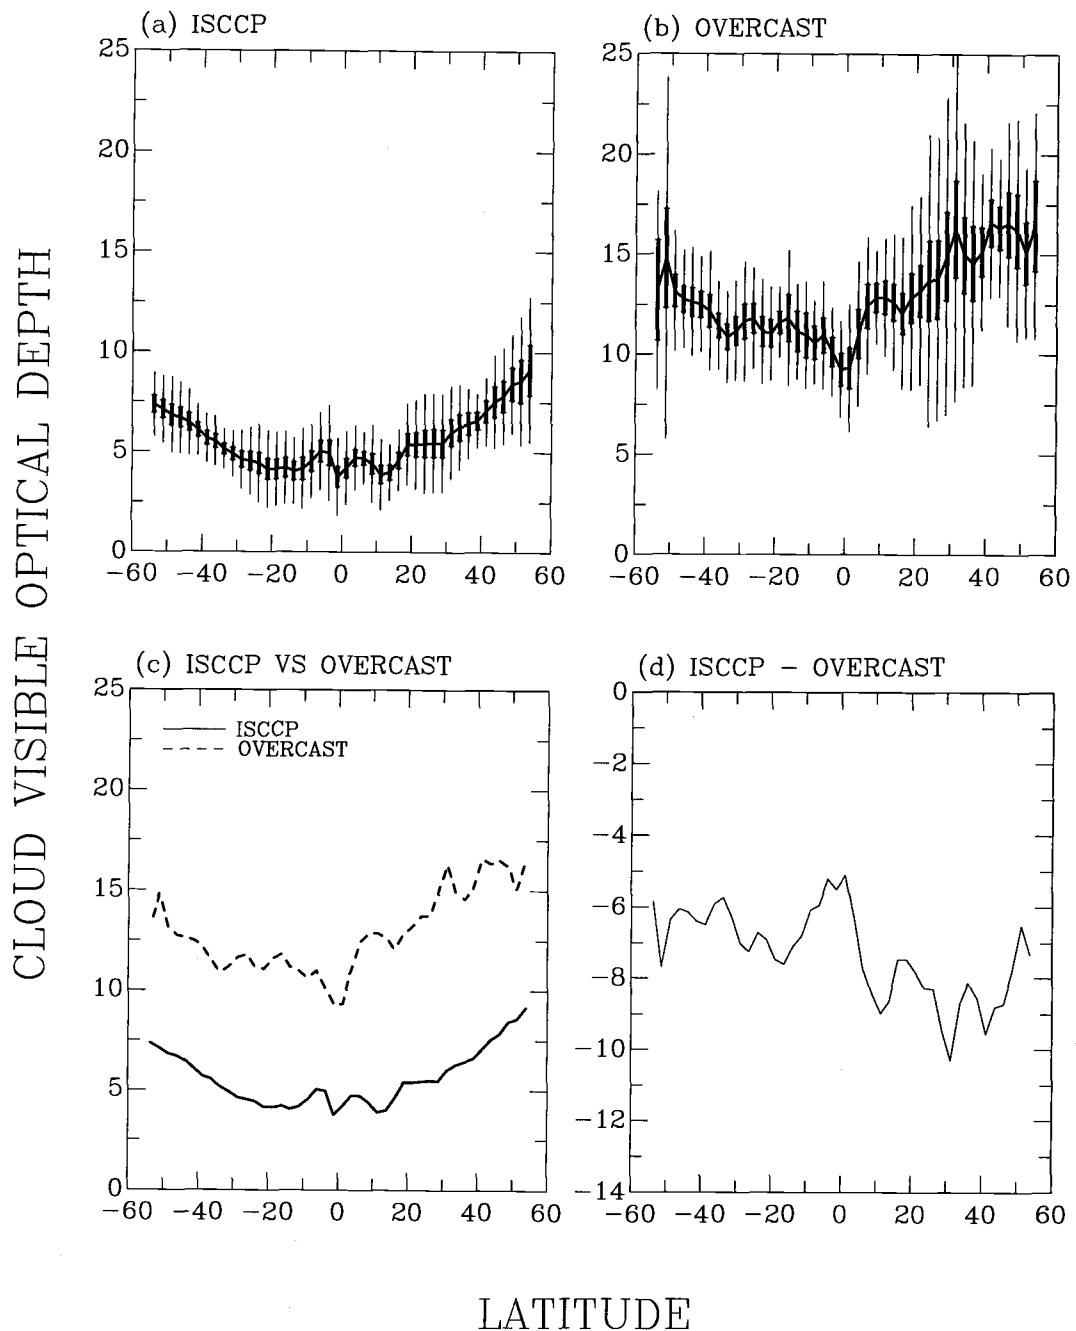 (a) ISCCP
25
20
15
10
5
0
−60 −40 −20 0 20 40 60
(b) OVERCAST
25
20
15
10
5
0
−60 −40 −20 0 20 40 60
CLOUD VISIBLE OPTICAL DEPTH
(c) ISCCP VS OVERCAST
25
20
15
10
5
0
ISCCP
OVERCAST
−60 −40 −20 0 20 40 60
(d) ISCCP − OVERCAST
0
−2
−4
−6
−8
−10
−12
−14
−60 −40 −20 0 20 40 60
LATITUDE